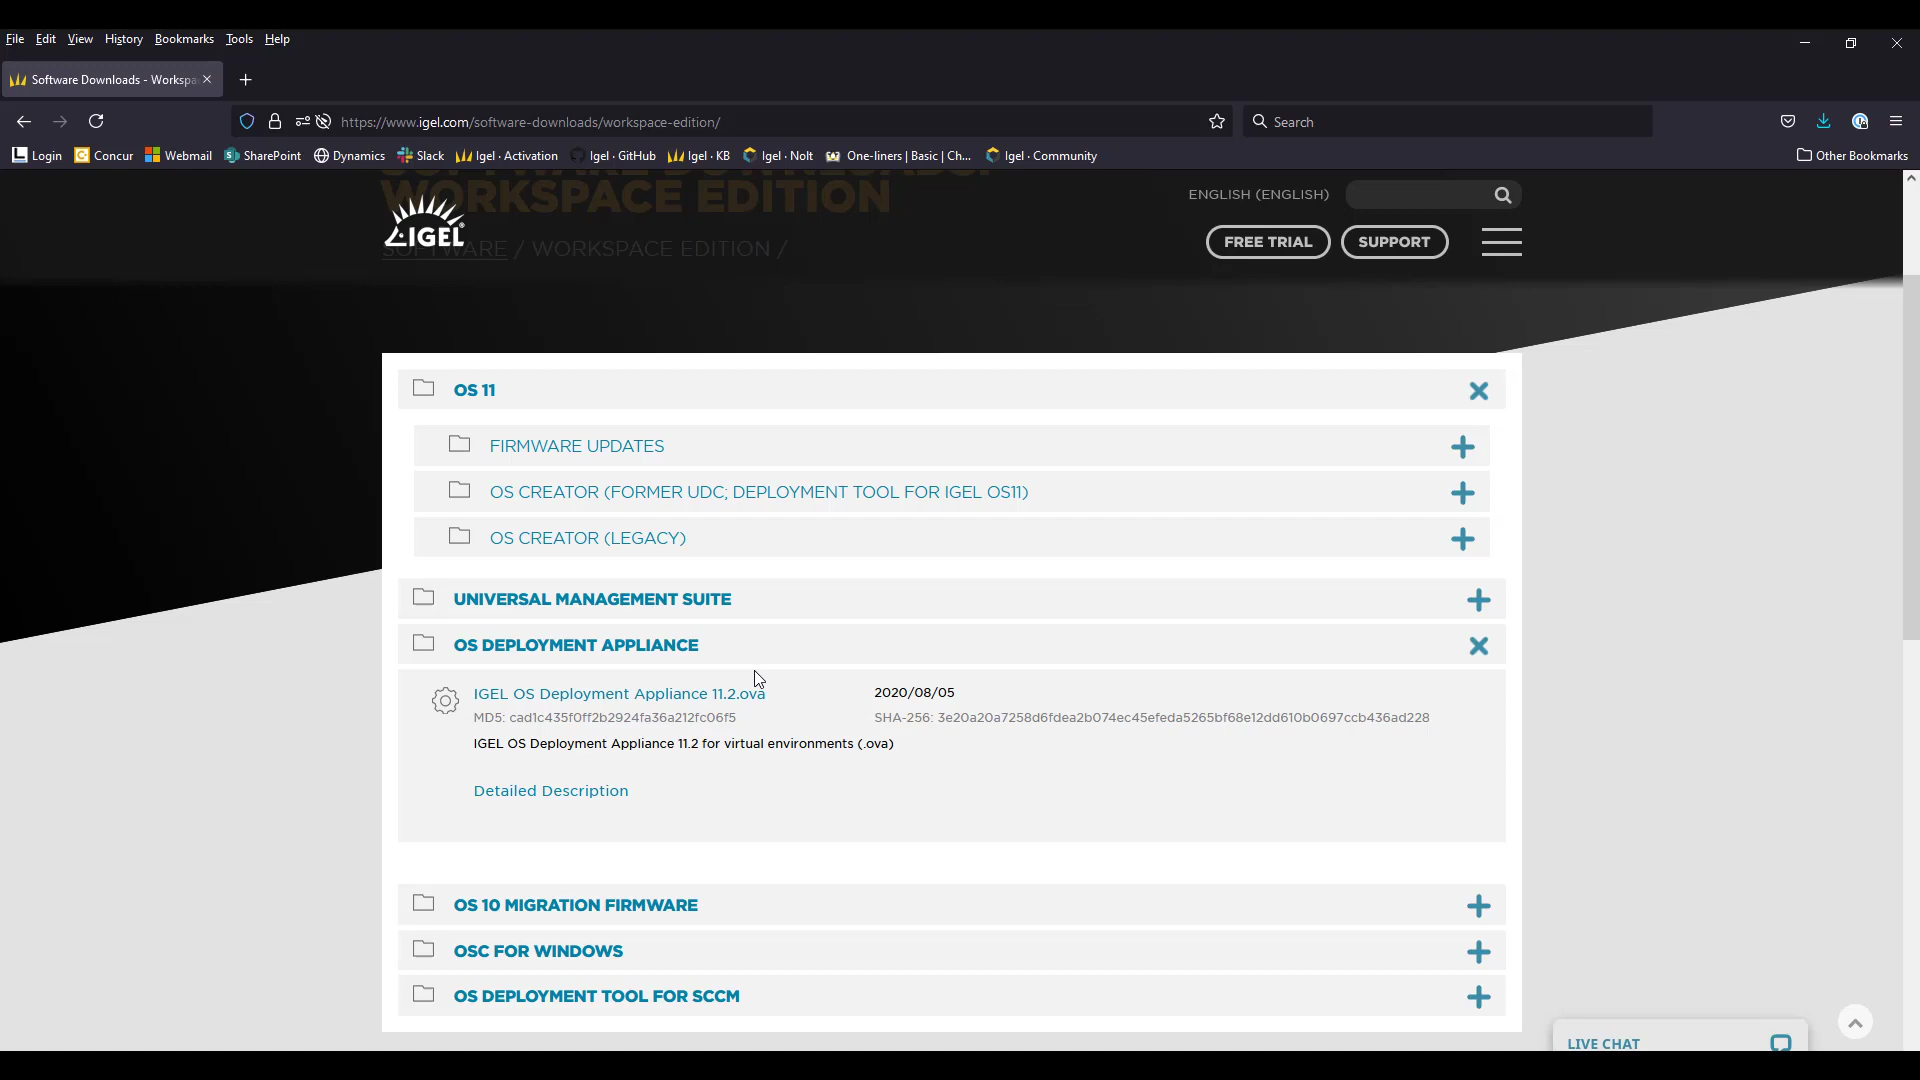 File Edit View History Bookmarks Tools Help
Software Downloads - Workspa
https://www.igel.com/software-downloads/workspace-edition/
Search
Login Concur Webmail SharePoint Dynamics Slack Igel · Activation Igel · GitHub Igel · KB Igel · Nolt One-liners | Basic | Ch... Igel · Community Other Bookmarks
SOFTWARE DOWNLOADS:
WORKSPACE EDITION
IGEL
ENGLISH (ENGLISH)
FREE TRIAL SUPPORT
SOFTWARE / WORKSPACE EDITION /
OS 11
FIRMWARE UPDATES
OS CREATOR (FORMER UDC; DEPLOYMENT TOOL FOR IGEL OS11)
OS CREATOR (LEGACY)
UNIVERSAL MANAGEMENT SUITE
OS DEPLOYMENT APPLIANCE
IGEL OS Deployment Appliance 11.2.ova 2020/08/05
MD5: cad1c435f0ff2b2924fa36a212fc06f5 SHA-256: 3e20a20a7258d6fdea2b074ec45efeda5265bf68e12dd610b0697ccb436ad228
IGEL OS Deployment Appliance 11.2 for virtual environments (.ova)
Detailed Description
OS 10 MIGRATION FIRMWARE
OSC FOR WINDOWS
OS DEPLOYMENT TOOL FOR SCCM
LIVE CHAT